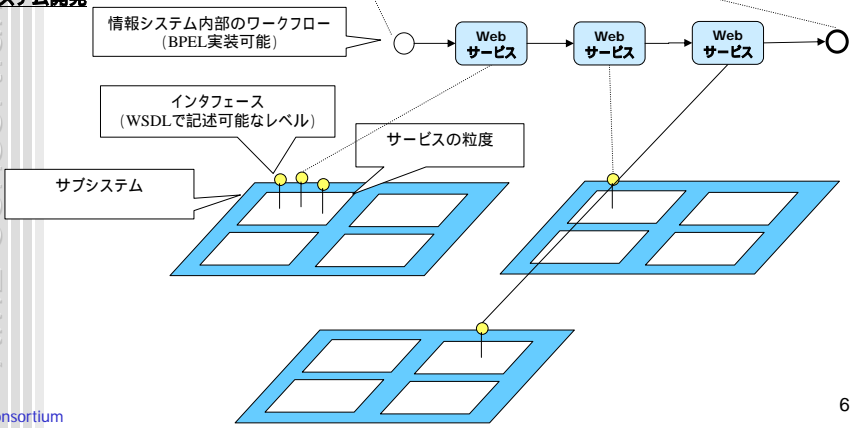 ステム開発
情報システム内部のワークフロー
(BPEL実装可能)
Web
サービス
Web
サービス
Web
サービス
インタフェース
(WSDLで記述可能なレベル)
サービスの粒度
サブシステム
onsortium
6